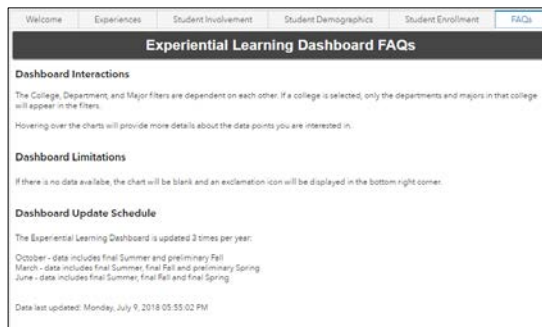 Welcome
Experiences
Student Involvement
Student Demographics
Student Enrollment
FAQs
Experiential Learning Dashboard FAQs
Dashboard Interactions
The College, Department, and Major filters are dependent on each other. If a college is selected, only the departments and majors in that college
will appear in the filters.
Hovering over the charts will provide more details about the data points you are interested in.
Dashboard Limitations
If there is no data availabe, the chart will be blank and an exclamation icon will be displayed in the bottom right corner.
Dashboard Update Schedule
The Experiential Learning Dashboard is updated 3 times per year:
October - data includes final Summer and preliminary Fall
March - data includes final Summer, final Fall and preliminary Spring
June - data includes final Summer, final Fall and final Spring
Data last updated: Monday, July 9, 2018 05:55:02 PM